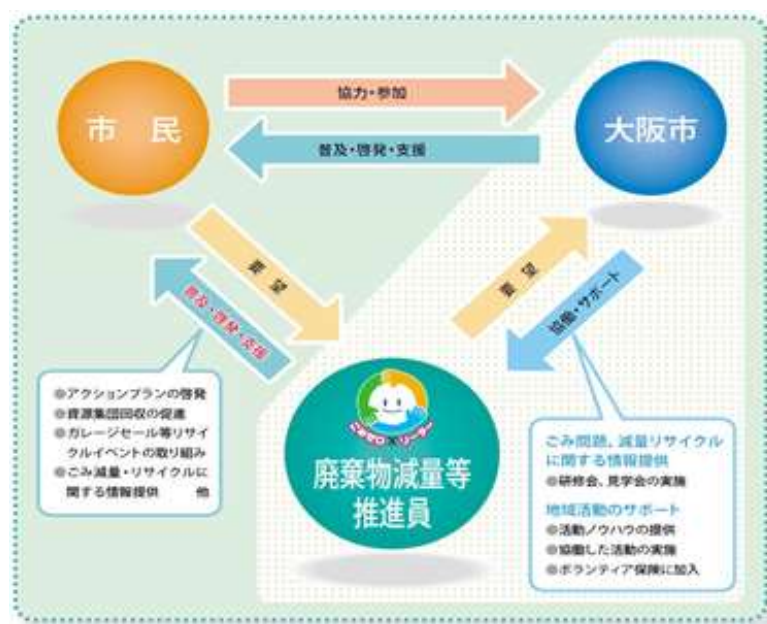 市 民
協力・参加
大阪市
普及・啓発・支援
要 望
普及・啓発・支援
要 望
協働・サポート
◎アクションプランの啓発
◎資源集団回収の促進
◎ガレージセール等リサイ
クルイベントの取り組み
◎ごみ減量・リサイクルに
関する情報提供 他
ごみゼロリーダー
廃棄物減量等
推進員
ごみ問題、減量リサイクル
に関する情報提供
◎研修会、見学会の実施
地域活動のサポート
◎活動ノウハウの提供
◎協働した活動の実施
◎ボランティア保険に加入